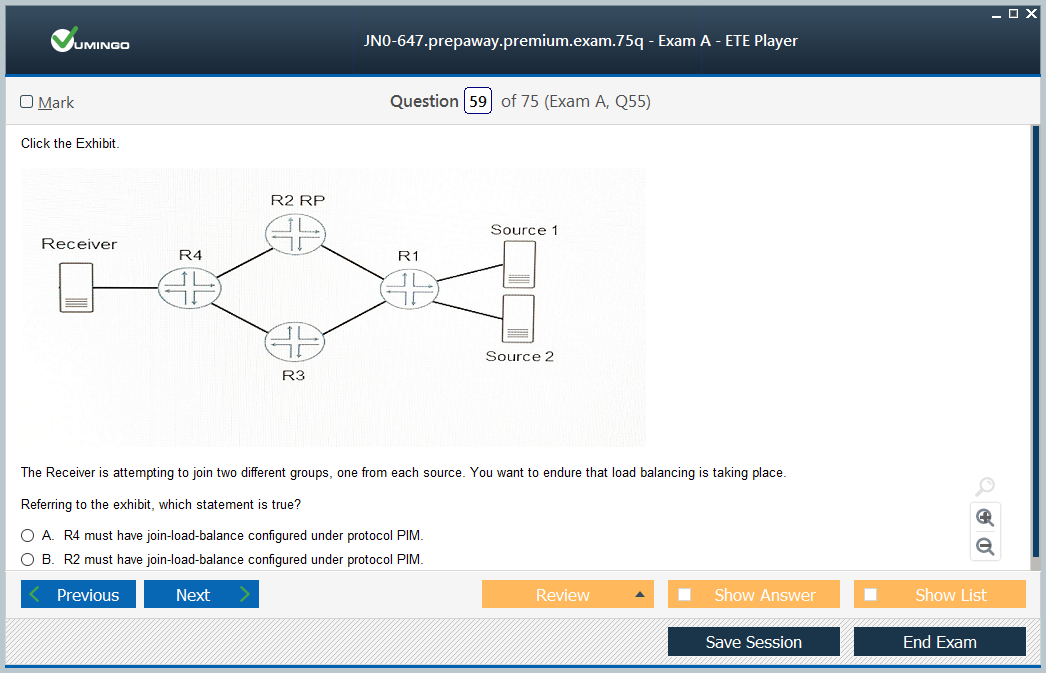 VUMINGO
JN0-647.prepaway.premium.exam.75q - Exam A - ETE Player
Mark
Question 59 of 75 (Exam A, Q55)
Click the Exhibit.
R2 RP
Source 1
Receiver
R4
R1
Source 2
R3
The Receiver is attempting to join two different groups, one from each source. You want to endure that load balancing is taking place.
Referring to the exhibit, which statement is true?
A. R4 must have join-load-balance configured under protocol PIM.
B. R2 must have join-load-balance configured under protocol PIM.
Previous
Next
Review
Show Answer
Show List
Save Session
End Exam